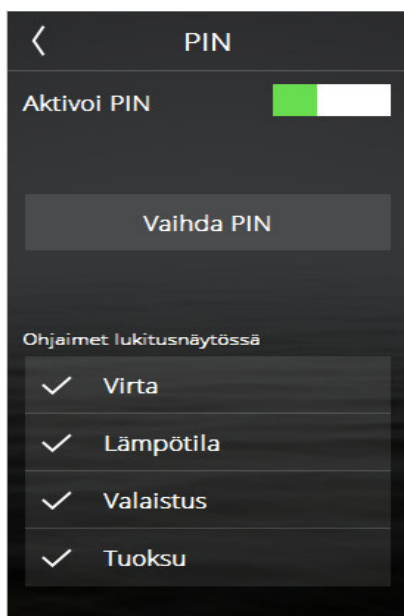 PIN
Aktivoi PIN
Vaihda PIN
Ohjaimet lukitusnäytössä
Virta
Lämpötila
Valaistus
Tuoksu